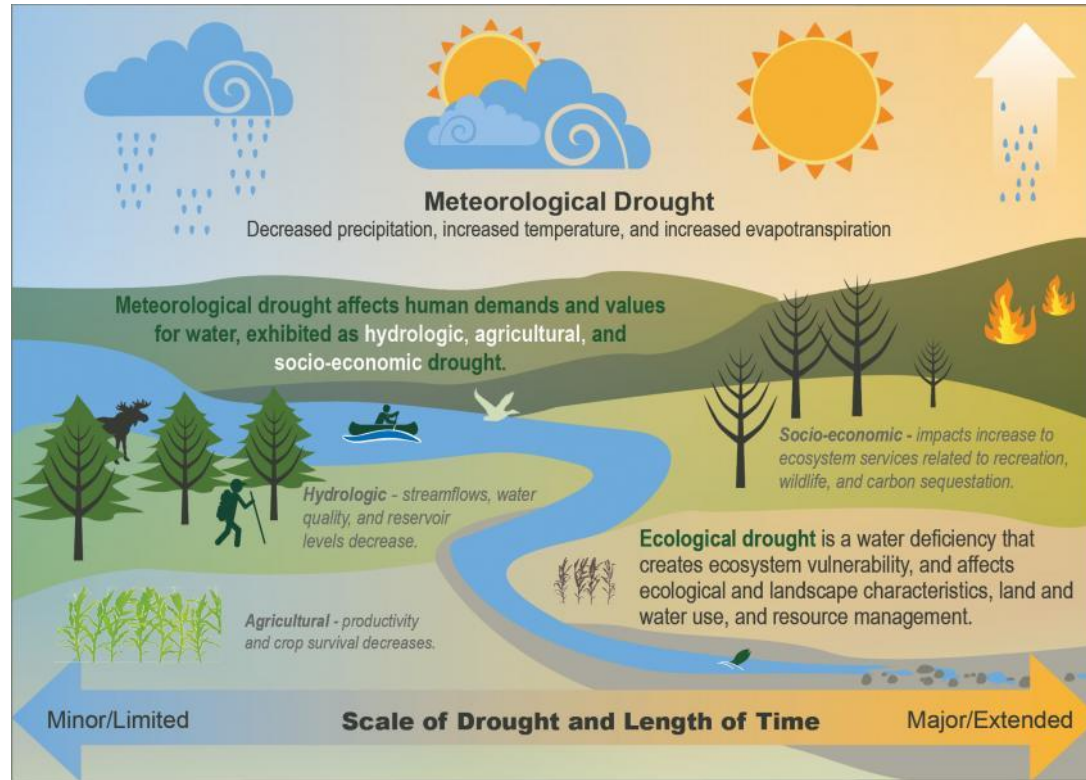 Meteorological Drought
Decreased precipitation, increased temperature, and increased evapotranspiration
Meteorological drought affects human demands and values
for water, exhibited as hydrologic, agricultural, and
socio-economic drought.
Socio-economic - impacts increase to
ecosystem services related to recreation,
wildlife, and carbon sequestation.
Hydrologic - streamflows, water
quality, and reservoir
levels decrease.
Ecological drought is a water deficiency that
creates ecosystem vulnerability, and affects
ecological and landscape characteristics, land and
water use, and resource management.
Agricultural - productivity
and crop survival decreases.
Minor/Limited
Scale of Drought and Length of Time
Major/Extended